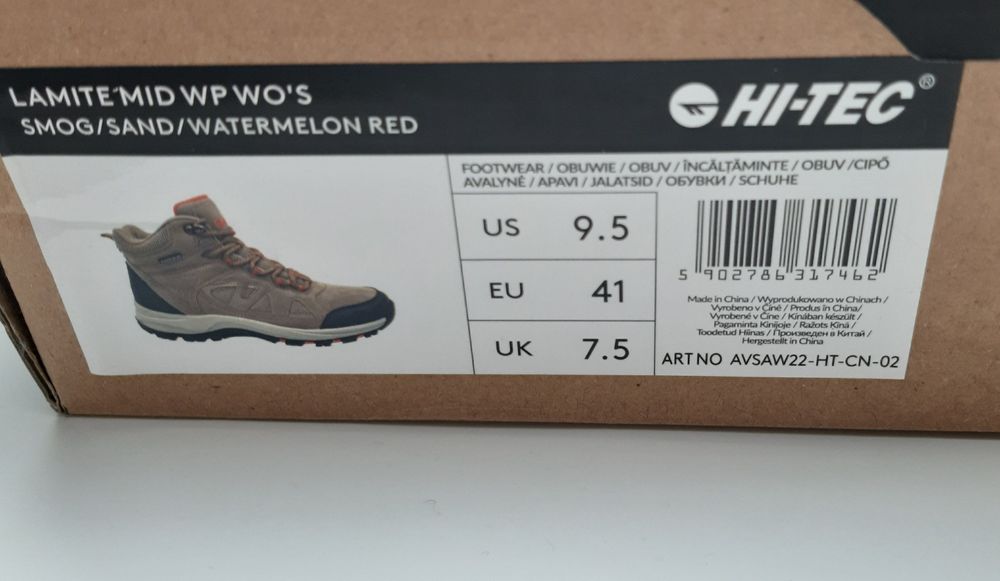 LAMITE MID WP WO'S
SMOG/SAND/WATERMELON RED
HI-TEC®
FOOTWEAR / OBUWIE / OBUV / ÎNCĂLȚĂMINTE / OBUV /CIPŐ
AVALYNĖ / APAVI / JALATSID / ОБУВКИ / SCHUHE
US 9.5
EU 41
UK 7.5
5 902786 317462
Made in China / Wyprodukowano w Chinach /
Vyrobeno v Číně / Produs în China/
Vyrobené v Číne / Kínában készült /
Pagaminta Kinijoje / Ražots Ķīnā /
Toodetud Hiinas / Произведен в Китай /
Hergestellt in China
ART NO AVSAW22-HT-CN-02